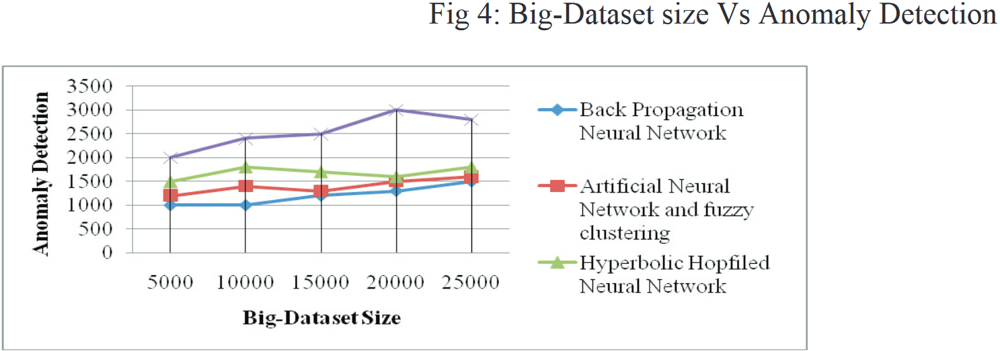 Fig 4: Big-Dataset size Vs Anomaly Detection
3500
3000
2500
2000
1500
1000
500
0
Anomaly Detection
5000 10000 15000 20000 25000
Big-Dataset Size
Back Propagation
Neural Network
Artificial Neural
Network and fuzzy
clustering
Hyperbolic Hopfiled
Neural Network